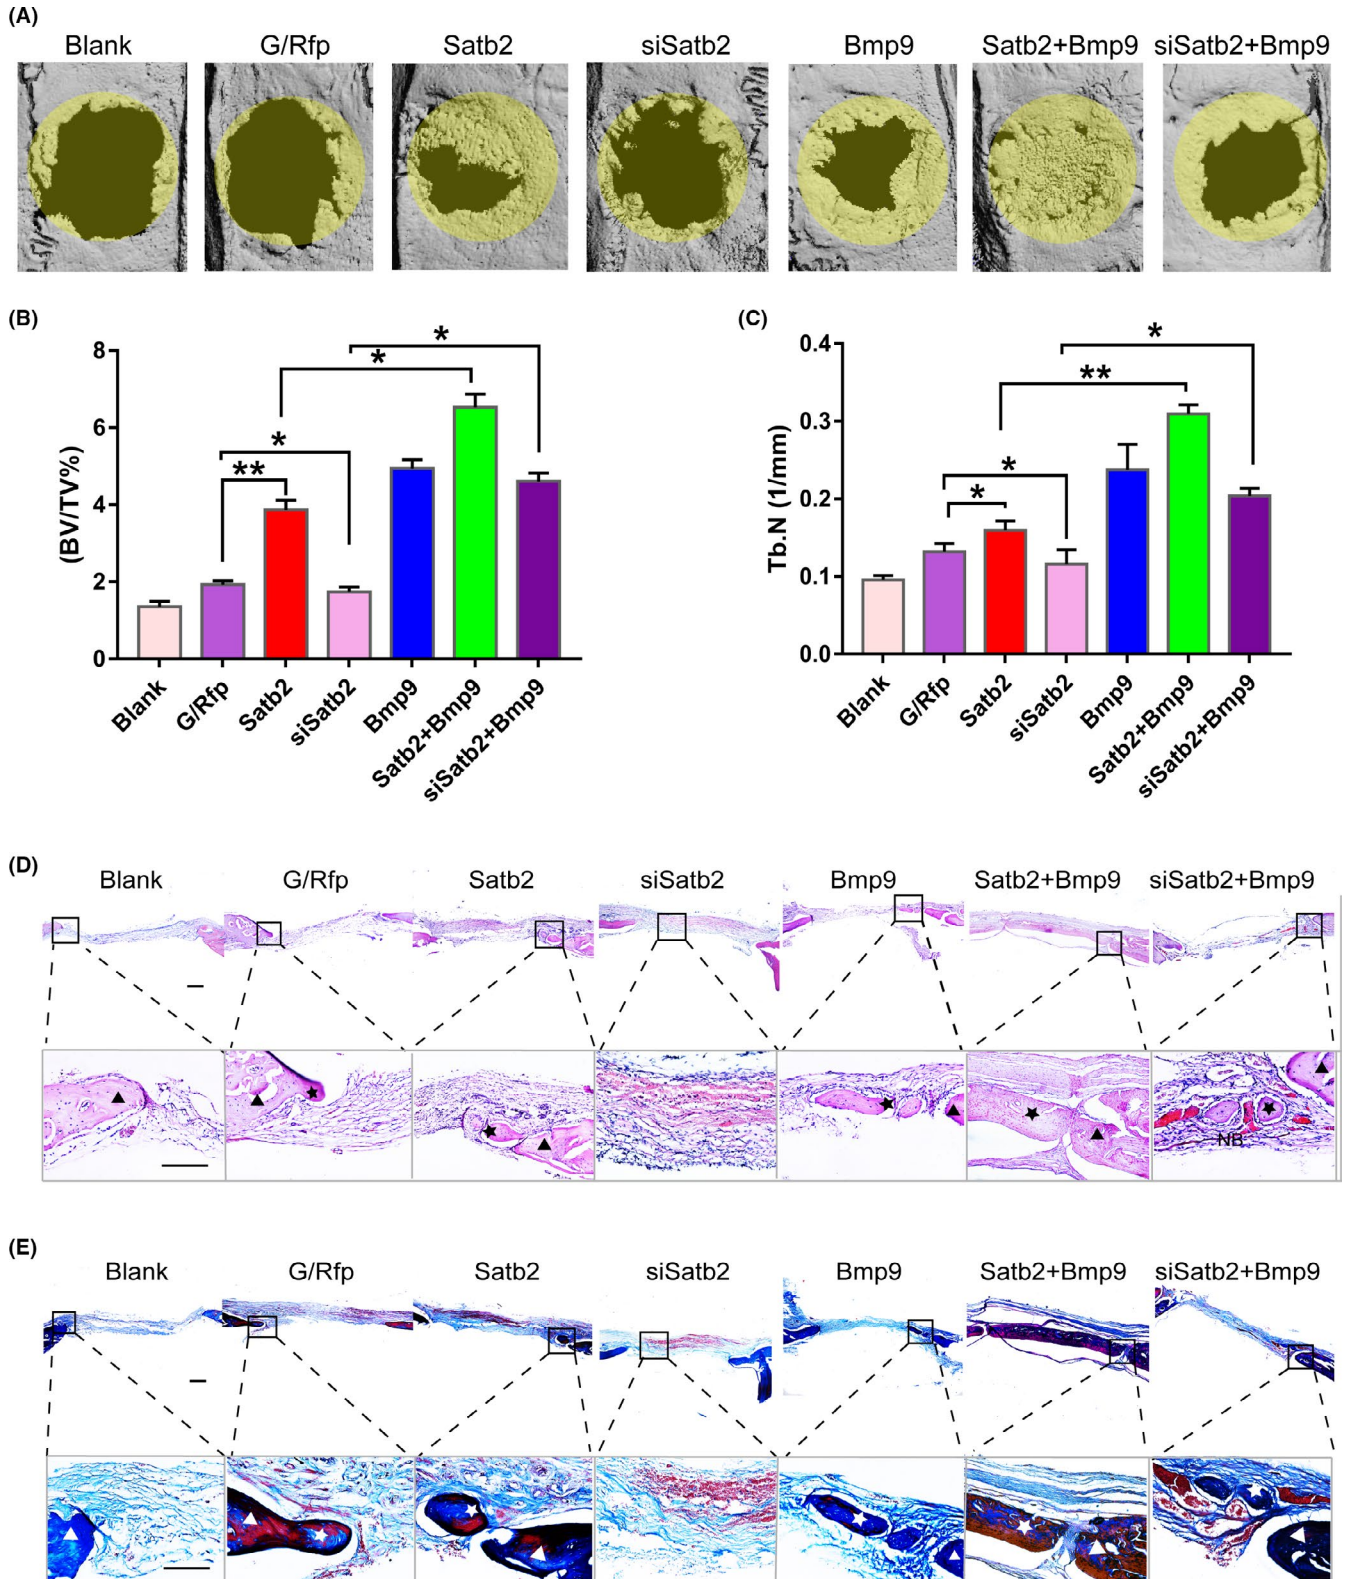 (A)
Blank G/Rfp Satb2 siSatb2 Bmp9 Satb2+Bmp9 siSatb2+Bmp9
(B)
(BV/TV%)
8
6
4
2
0
** * * *
Blank G/Rfp Satb2 siSatb2 Bmp9 Satb2+Bmp9 siSatb2+Bmp9
(C)
Tb.N (1/mm)
0.4
0.3
0.2
0.1
0.0
* * ** *
Blank G/Rfp Satb2 siSatb2 Bmp9 Satb2+Bmp9 siSatb2+Bmp9
(D)
Blank G/Rfp Satb2 siSatb2 Bmp9 Satb2+Bmp9 siSatb2+Bmp9
NB
(E)
Blank G/Rfp Satb2 siSatb2 Bmp9 Satb2+Bmp9 siSatb2+Bmp9